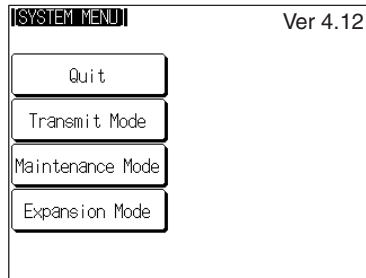 [SYSTEM MENU]
Ver 4.12
Quit
Transmit Mode
Maintenance Mode
Expansion Mode